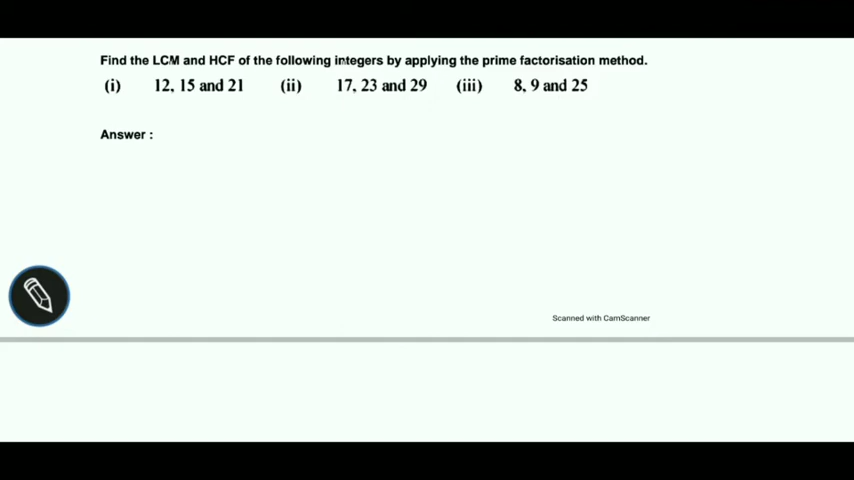 Find the LCM and HCF of the following integers by applying the prime factorisation method.
(i) 12, 15 and 21 (ii) 17, 23 and 29 (iii) 8, 9 and 25
Answer :
Scanned with CamScanner